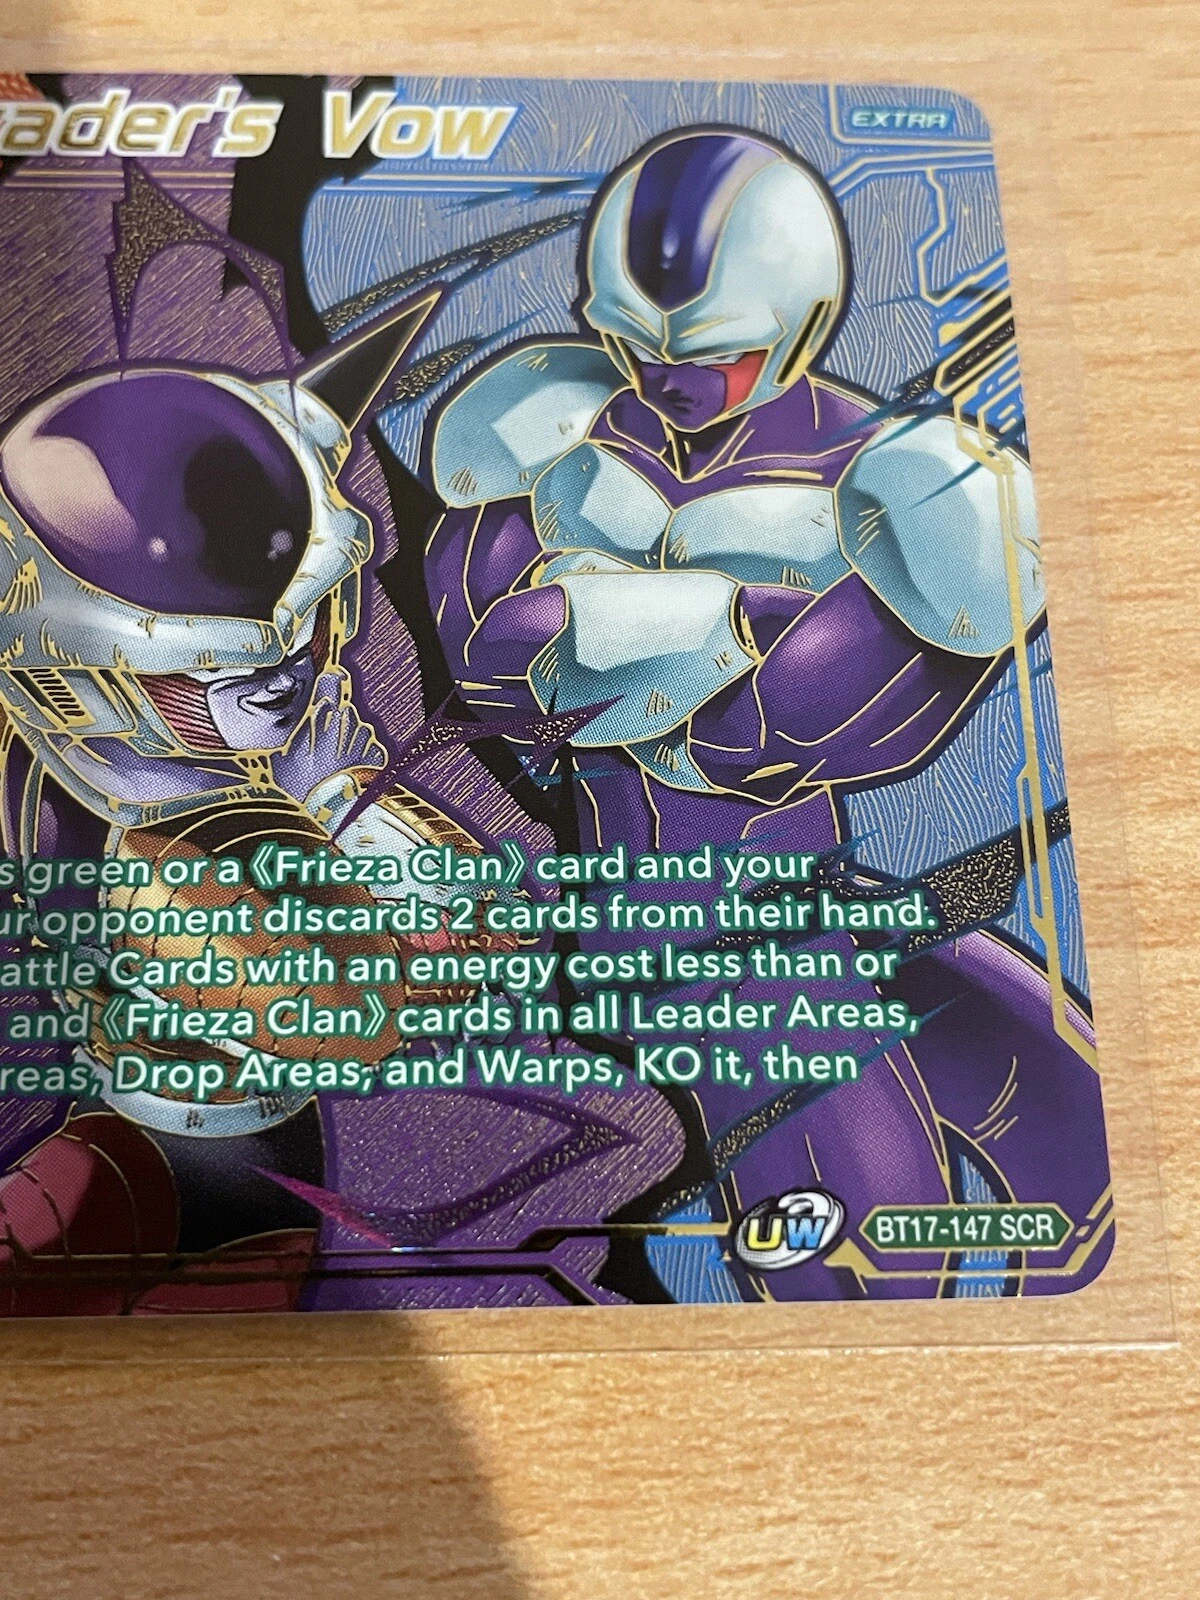 ader's Vow
EXTRA
s green or a 《Frieza Clan》 card and your
ur opponent discards 2 cards from their hand.
attle Cards with an energy cost less than or
and 《Frieza Clan》 cards in all Leader Areas,
reas, Drop Areas, and Warps, KO it, then
UW
BT17-147 SCR